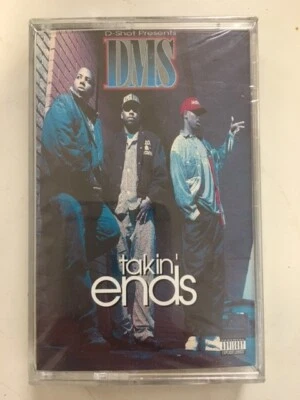 D-Shot Presents
DMS
takin'
ends